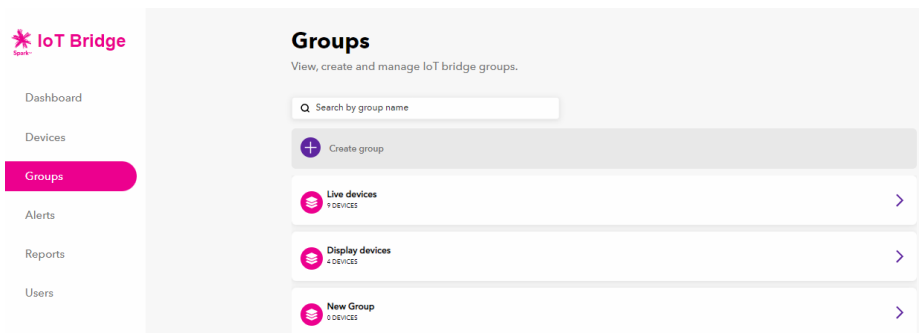 Spark
IoT Bridge
Dashboard
Devices
Groups
Alerts
Reports
Users
Groups
View, create and manage IoT bridge groups.
Search by group name
Create group
Live devices
9 DEVICES
Display devices
4 DEVICES
New Group
0 DEVICES